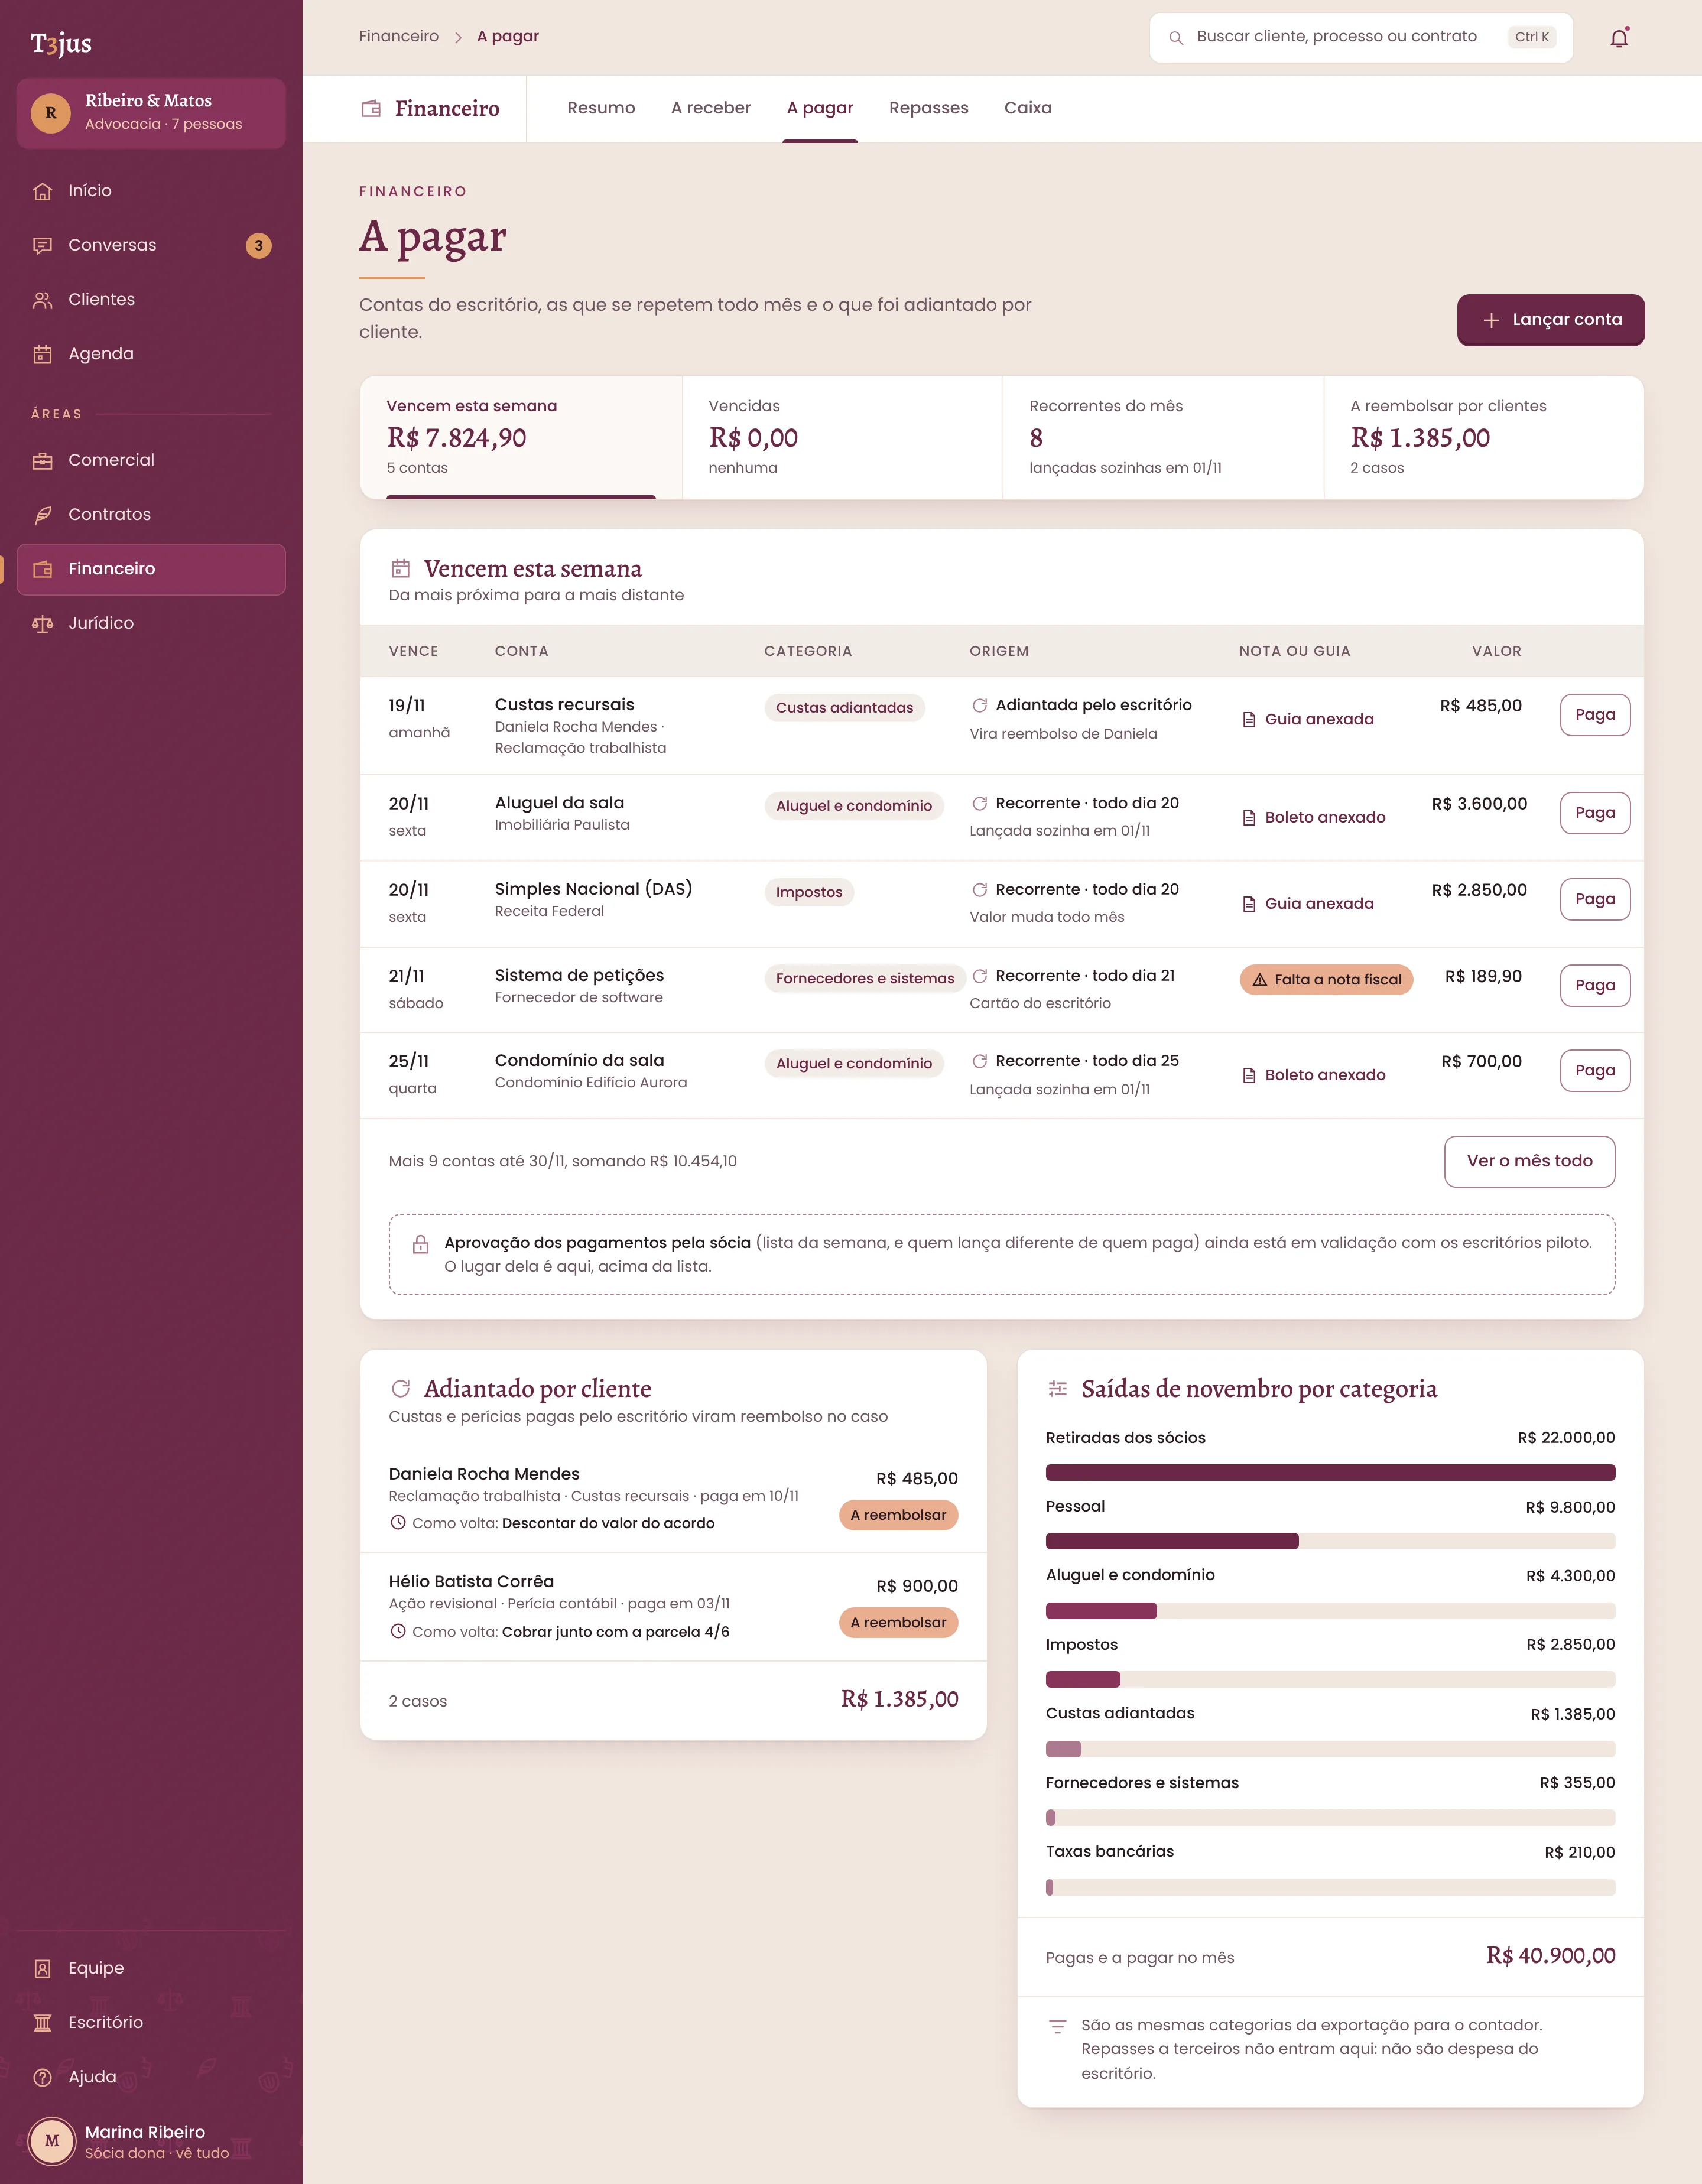 T3jus
R
Ribeiro & Matos
Advocacia · 7 pessoas
Início
Conversas
3
Clientes
Agenda
ÁREAS
Comercial
Contratos
Financeiro
Jurídico
Equipe
Escritório
Ajuda
M
Marina Ribeiro
Sócia dona · vê tudo
Financeiro
A pagar
Buscar cliente, processo ou contrato
Ctrl K
Financeiro
Resumo
A receber
A pagar
Repasses
Caixa
FINANCEIRO
A pagar
Contas do escritório, as que se repetem todo mês e o que foi adiantado por
cliente.
Lançar conta
Vencem esta semana
R$ 7.824,90
5 contas
Vencidas
R$ 0,00
nenhuma
Recorrentes do mês
8
lançadas sozinhas em 01/11
A reembolsar por clientes
R$ 1.385,00
2 casos
Vencem esta semana
Da mais próxima para a mais distante
VENCE CONTA CATEGORIA ORIGEM NOTA OU GUIA VALOR
19/11
amanhã
Custas recursais
Daniela Rocha Mendes ·
Reclamação trabalhista
Custas adiantadas
Adiantada pelo escritório
Vira reembolso de Daniela
Guia anexada
R$ 485,00
Paga
20/11
sexta
Aluguel da sala
Imobiliária Paulista
Aluguel e condomínio
Recorrente · todo dia 20
Lançada sozinha em 01/11
Boleto anexado
R$ 3.600,00
Paga
20/11
sexta
Simples Nacional (DAS)
Receita Federal
Impostos
Recorrente · todo dia 20
Valor muda todo mês
Guia anexada
R$ 2.850,00
Paga
21/11
sábado
Sistema de petições
Fornecedor de software
Fornecedores e sistemas
Recorrente · todo dia 21
Cartão do escritório
Falta a nota fiscal
R$ 189,90
Paga
25/11
quarta
Condomínio da sala
Condomínio Edifício Aurora
Aluguel e condomínio
Recorrente · todo dia 25
Lançada sozinha em 01/11
Boleto anexado
R$ 700,00
Paga
Mais 9 contas até 30/11, somando R$ 10.454,10
Ver o mês todo
Aprovação dos pagamentos pela sócia (lista da semana, e quem lança diferente de quem paga) ainda está em validação com os escritórios piloto.
O lugar dela é aqui, acima da lista.
Adiantado por cliente
Custas e perícias pagas pelo escritório viram reembolso no caso
Daniela Rocha Mendes
Reclamação trabalhista · Custas recursais · paga em 10/11
Como volta: Descontar do valor do acordo
R$ 485,00
A reembolsar
Hélio Batista Corrêa
Ação revisional · Perícia contábil · paga em 03/11
Como volta: Cobrar junto com a parcela 4/6
R$ 900,00
A reembolsar
2 casos
R$ 1.385,00
Saídas de novembro por categoria
Retiradas dos sócios
R$ 22.000,00
Pessoal
R$ 9.800,00
Aluguel e condomínio
R$ 4.300,00
Impostos
R$ 2.850,00
Custas adiantadas
R$ 1.385,00
Fornecedores e sistemas
R$ 355,00
Taxas bancárias
R$ 210,00
Pagas e a pagar no mês
R$ 40.900,00
São as mesmas categorias da exportação para o contador.
Repasses a terceiros não entram aqui: não são despesa do
escritório.